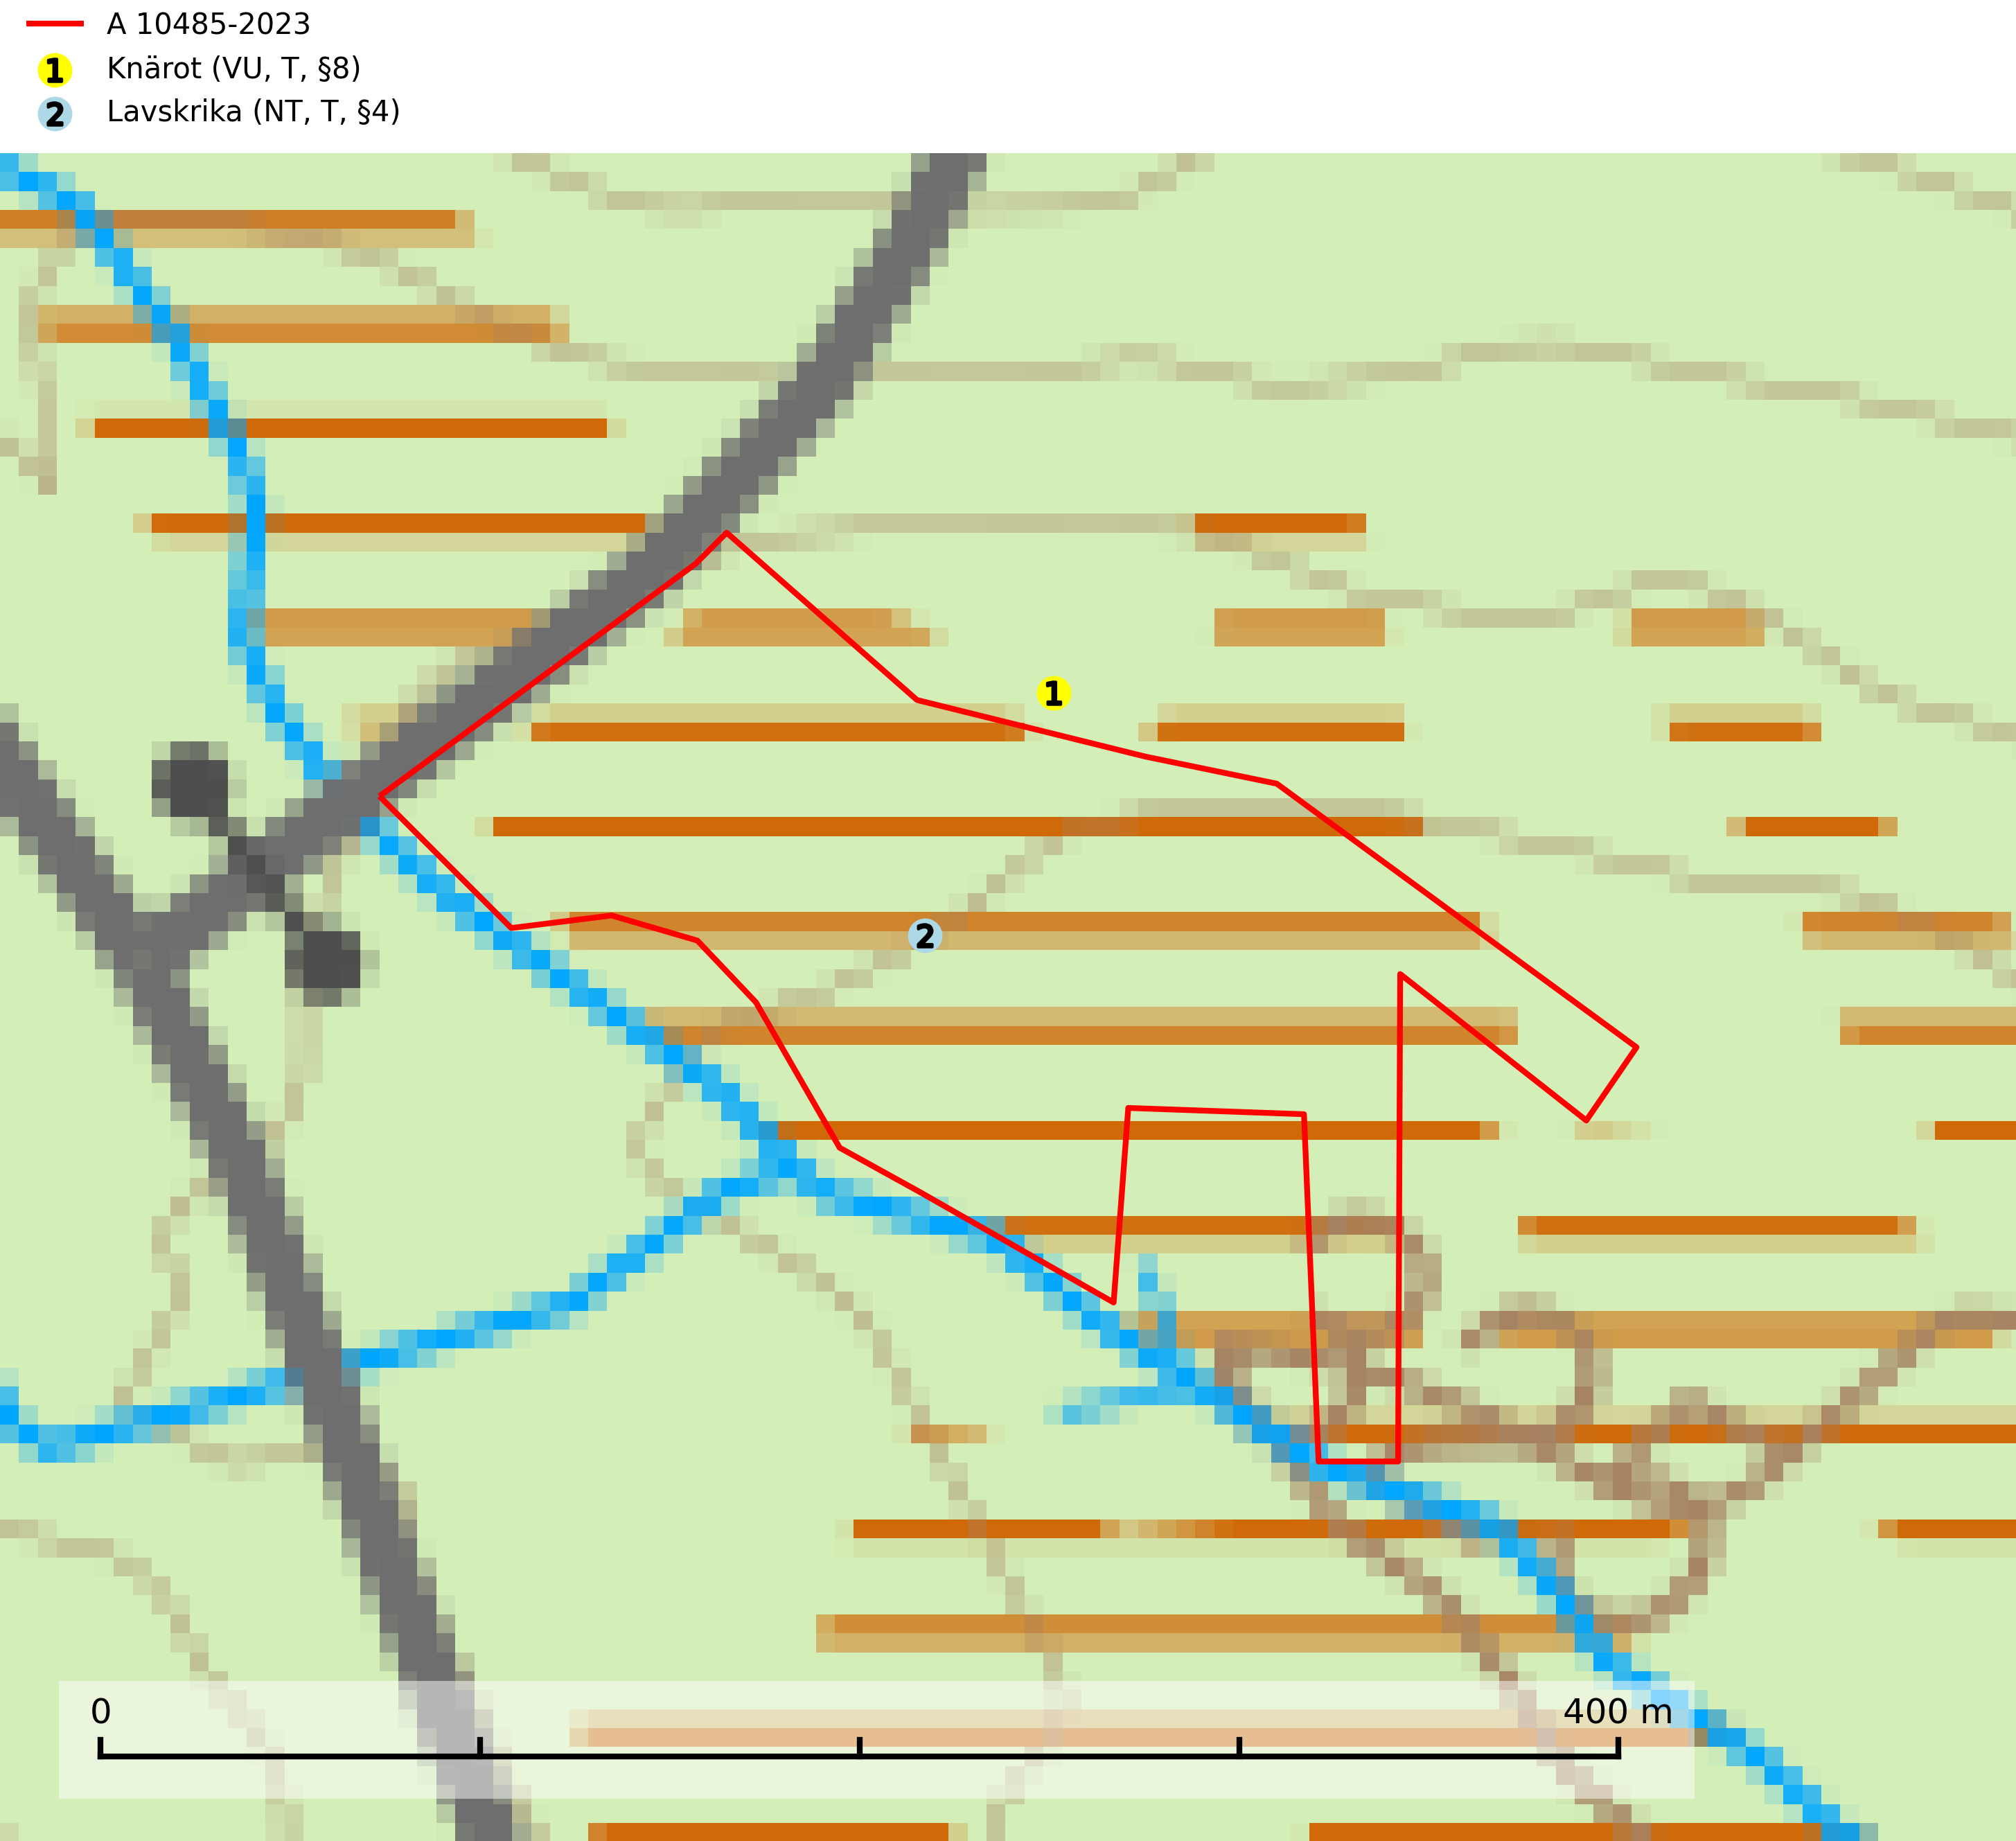 A 10485-2023
1 Knärot (VU, T, §8)
2 Lavskrika (NT, T, §4)
1
2
0 400 m